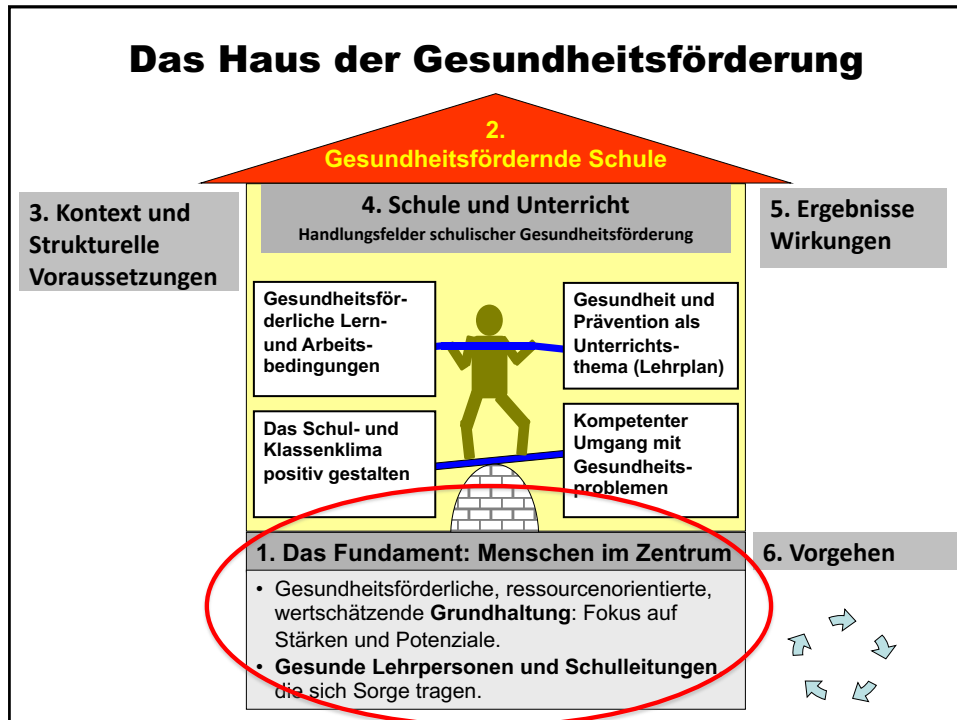 Das Haus der Gesundheitsförderung
2.
Gesundheitsfördernde Schule
3. Kontext und
Strukturelle
Voraussetzungen
4. Schule und Unterricht
Handlungsfelder schulischer Gesundheitsförderung
5. Ergebnisse
Wirkungen
Gesundheitsför-
derliche Lern-
und Arbeits-
bedingungen
Gesundheit und
Prävention als
Unterrichts-
thema (Lehrplan)
Das Schul- und
Klassenklima
positiv gestalten
Kompetenter
Umgang mit
Gesundheits-
problemen
1. Das Fundament: Menschen im Zentrum
• Gesundheitsförderliche, ressourcenorientierte,
wertschätzende Grundhaltung: Fokus auf
Stärken und Potenziale.
• Gesunde Lehrpersonen und Schulleitungen,
die sich Sorge tragen.
6. Vorgehen